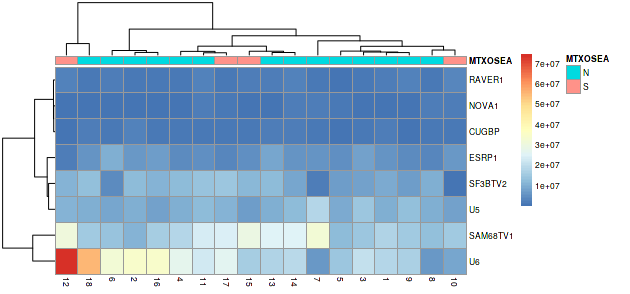 MTXOSEA
RAVER1
NOVA1
CUGBP
ESRP1
SF3BTV2
U5
SAM68TV1
U6
12 18 6 2 16 4 11 17 15 13 14 7 5 3 1 9 8 10
7e+07
6e+07
5e+07
4e+07
3e+07
2e+07
1e+07
MTXOSEA
N
S